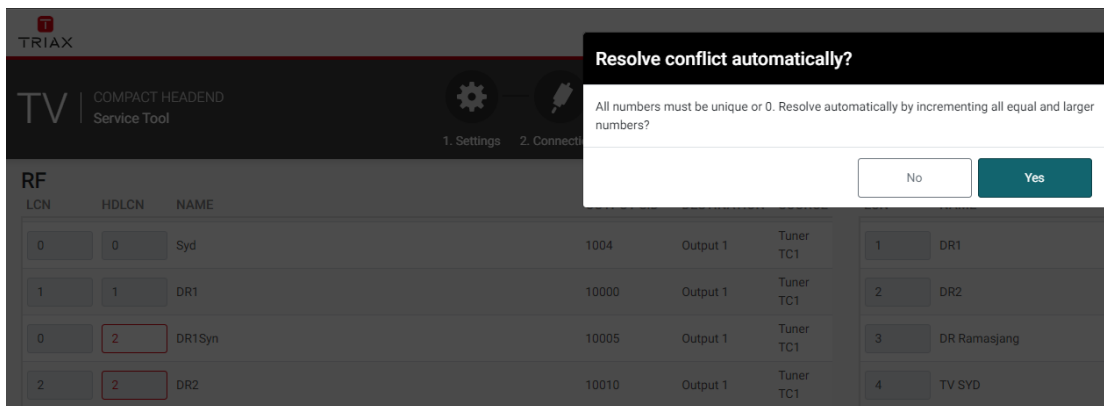 TRIAX
Resolve conflict automatically?
All numbers must be unique or 0. Resolve automatically by incrementing all equal and larger
numbers?
No Yes
TV COMPACT HEADEND
Service Tool
1. Settings 2. Connecti
RF
LCN HDLCN NAME
0 0 Syd 1004 Output 1 Tuner TC1 1 DR1
1 1 DR1 10000 Output 1 Tuner TC1 2 DR2
0 2 DR1Syn 10005 Output 1 Tuner TC1 3 DR Ramasjang
2 2 DR2 10010 Output 1 Tuner TC1 4 TV SYD